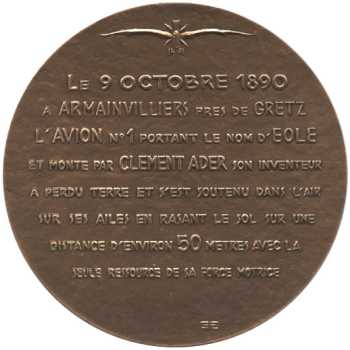 LE 9 OCTOBRE 1890
A ARMAINVILLIERS PRES DE GRETZ
L'AVION N°1 PORTANT LE NOM D'EOLE
ET MONTE PAR CLEMENT ADER SON INVENTEUR
A PERDU TERRE ET S'EST SOUTENU DANS L'AIR
SUR SES AILES EN RASANT LE SOL SUR UNE
DISTANCE D'ENVIRON 50 METRES AVEC LA
SEULE RESSOURCE DE SA FORCE MOTRICE